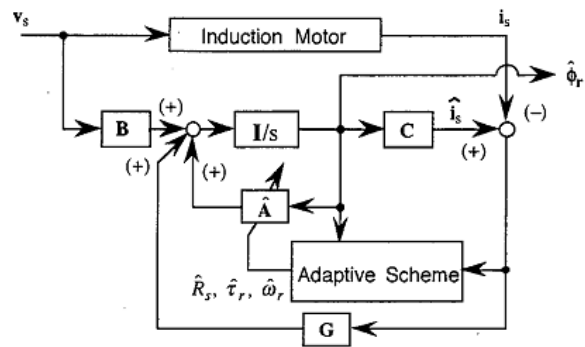 v_s
i_s
Induction Motor
φ̂_r
(+)
î_s
(-)
B
I/s
C
(+)
(+)
(+)
Â
Adaptive Scheme
R̂_s, τ̂_r, ω̂_r
G